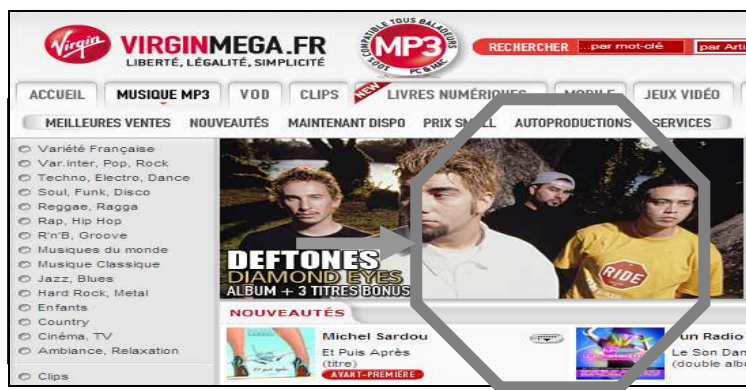 Virgin
VIRGINMEGA.FR
LIBERTÉ, LÉGALITÉ, SIMPLICITÉ
COMPATIBLE TOUS BALADEURS
MP3
100% PC & MAC
RECHERCHER ...par mot-clé par Arti
ACCUEIL MUSIQUE MP3 VOD CLIPS NEW LIVRES NUMÉRIQUES MOBILE JEUX VIDÉO
MEILLEURES VENTES NOUVEAUTÉS MAINTENANT DISPO PRIX SMALL AUTOPRODUCTIONS SERVICES
Variété Française
Var.inter, Pop, Rock
Techno, Electro, Dance
Soul, Funk, Disco
Reggae, Ragga
Rap, Hip Hop
R'n'B, Groove
Musiques du monde
Musique Classique
Jazz, Blues
Hard Rock, Metal
Enfants
Country
Cinéma, TV
Ambiance, Relaxation
Clips
DEFTONES
DIAMOND EYES
ALBUM + 3 TITRES BONUS
RIDE
NOUVEAUTÉS
Michel Sardou
Et Puis Après
(titre)
AVANT-PREMIÈRE
un Radio
Le Son Dan
(double alb